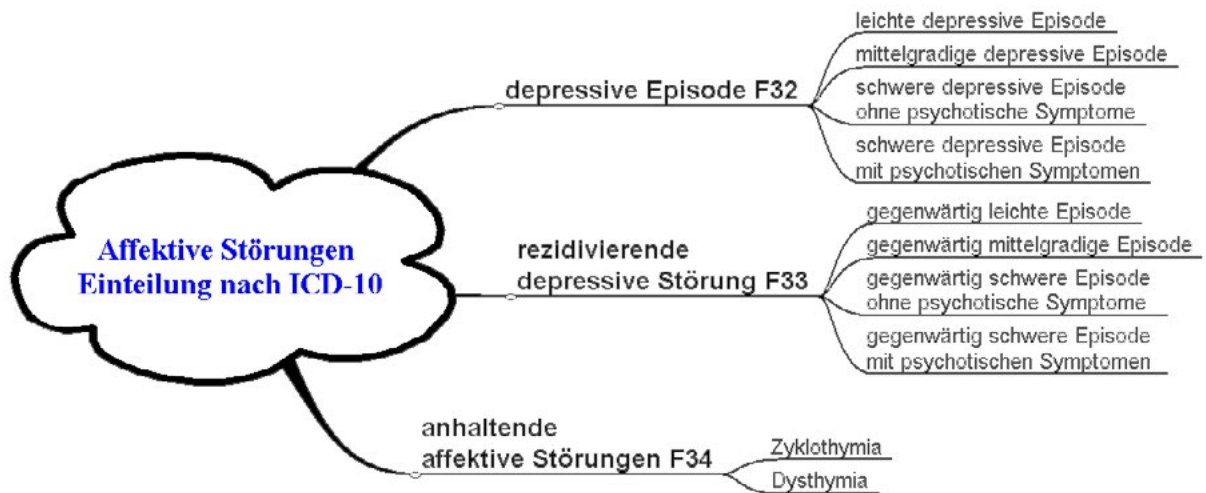 Affektive Störungen
Einteilung nach ICD-10
depressive Episode F32
leichte depressive Episode
mittelgradige depressive Episode
schwere depressive Episode
ohne psychotische Symptome
schwere depressive Episode
mit psychotischen Symptomen
rezidivierende
depressive Störung F33
gegenwärtig leichte Episode
gegenwärtig mittelgradige Episode
gegenwärtig schwere Episode
ohne psychotische Symptome
gegenwärtig schwere Episode
mit psychotischen Symptomen
anhaltende
affektive Störungen F34
Zyklothymia
Dysthymia